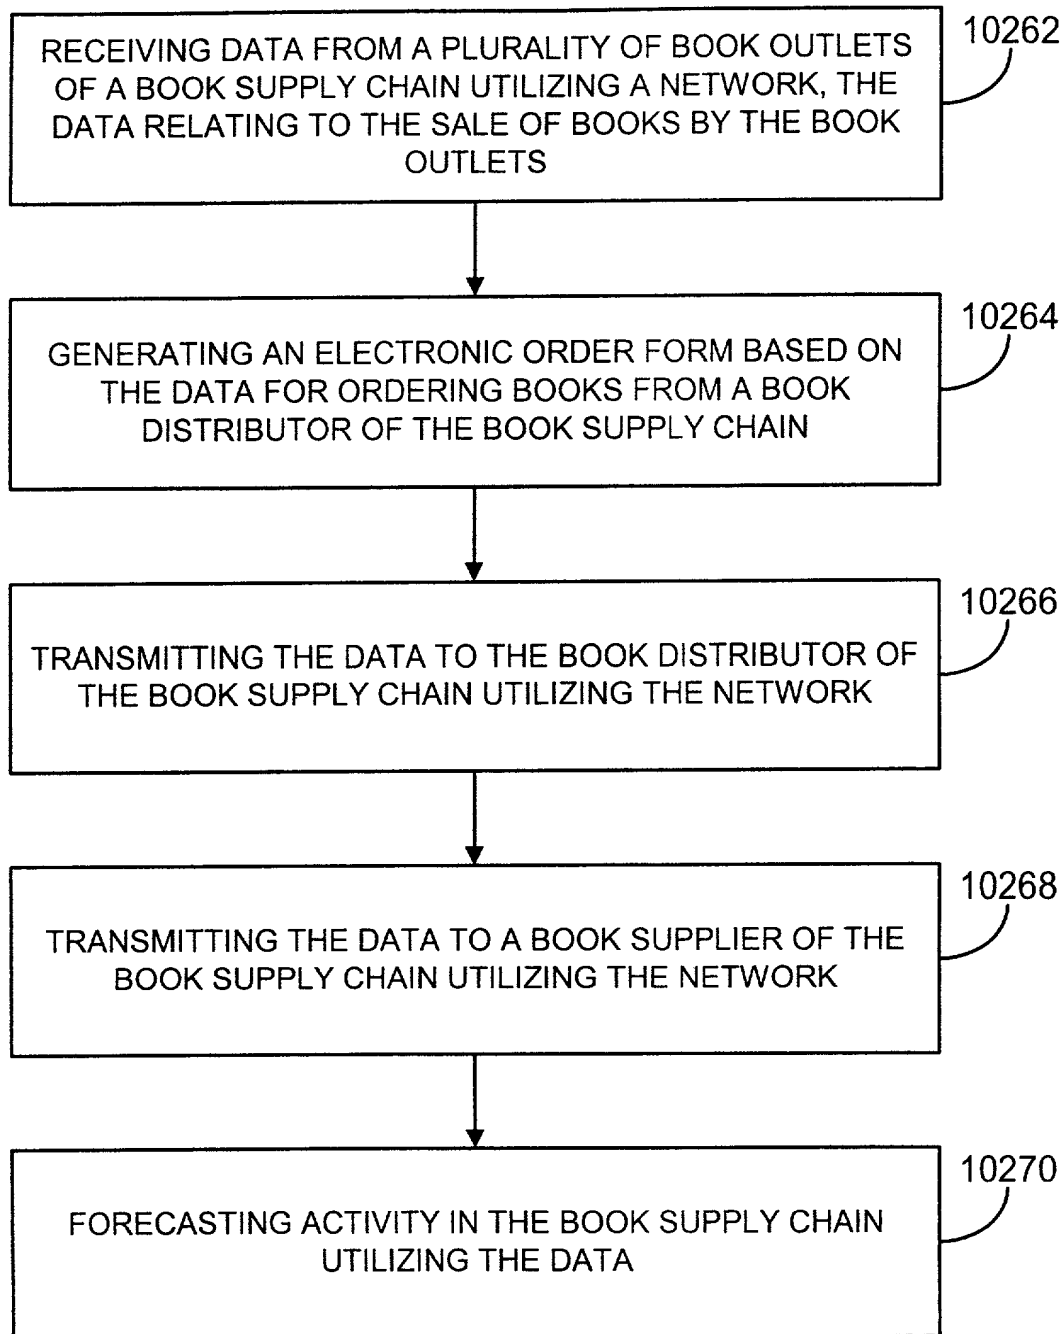 10262
RECEIVING DATA FROM A PLURALITY OF BOOK OUTLETS
OF A BOOK SUPPLY CHAIN UTILIZING A NETWORK, THE
DATA RELATING TO THE SALE OF BOOKS BY THE BOOK
OUTLETS
10264
GENERATING AN ELECTRONIC ORDER FORM BASED ON
THE DATA FOR ORDERING BOOKS FROM A BOOK
DISTRIBUTOR OF THE BOOK SUPPLY CHAIN
10266
TRANSMITTING THE DATA TO THE BOOK DISTRIBUTOR OF
THE BOOK SUPPLY CHAIN UTILIZING THE NETWORK
10268
TRANSMITTING THE DATA TO A BOOK SUPPLIER OF THE
BOOK SUPPLY CHAIN UTILIZING THE NETWORK
10270
FORECASTING ACTIVITY IN THE BOOK SUPPLY CHAIN
UTILIZING THE DATA